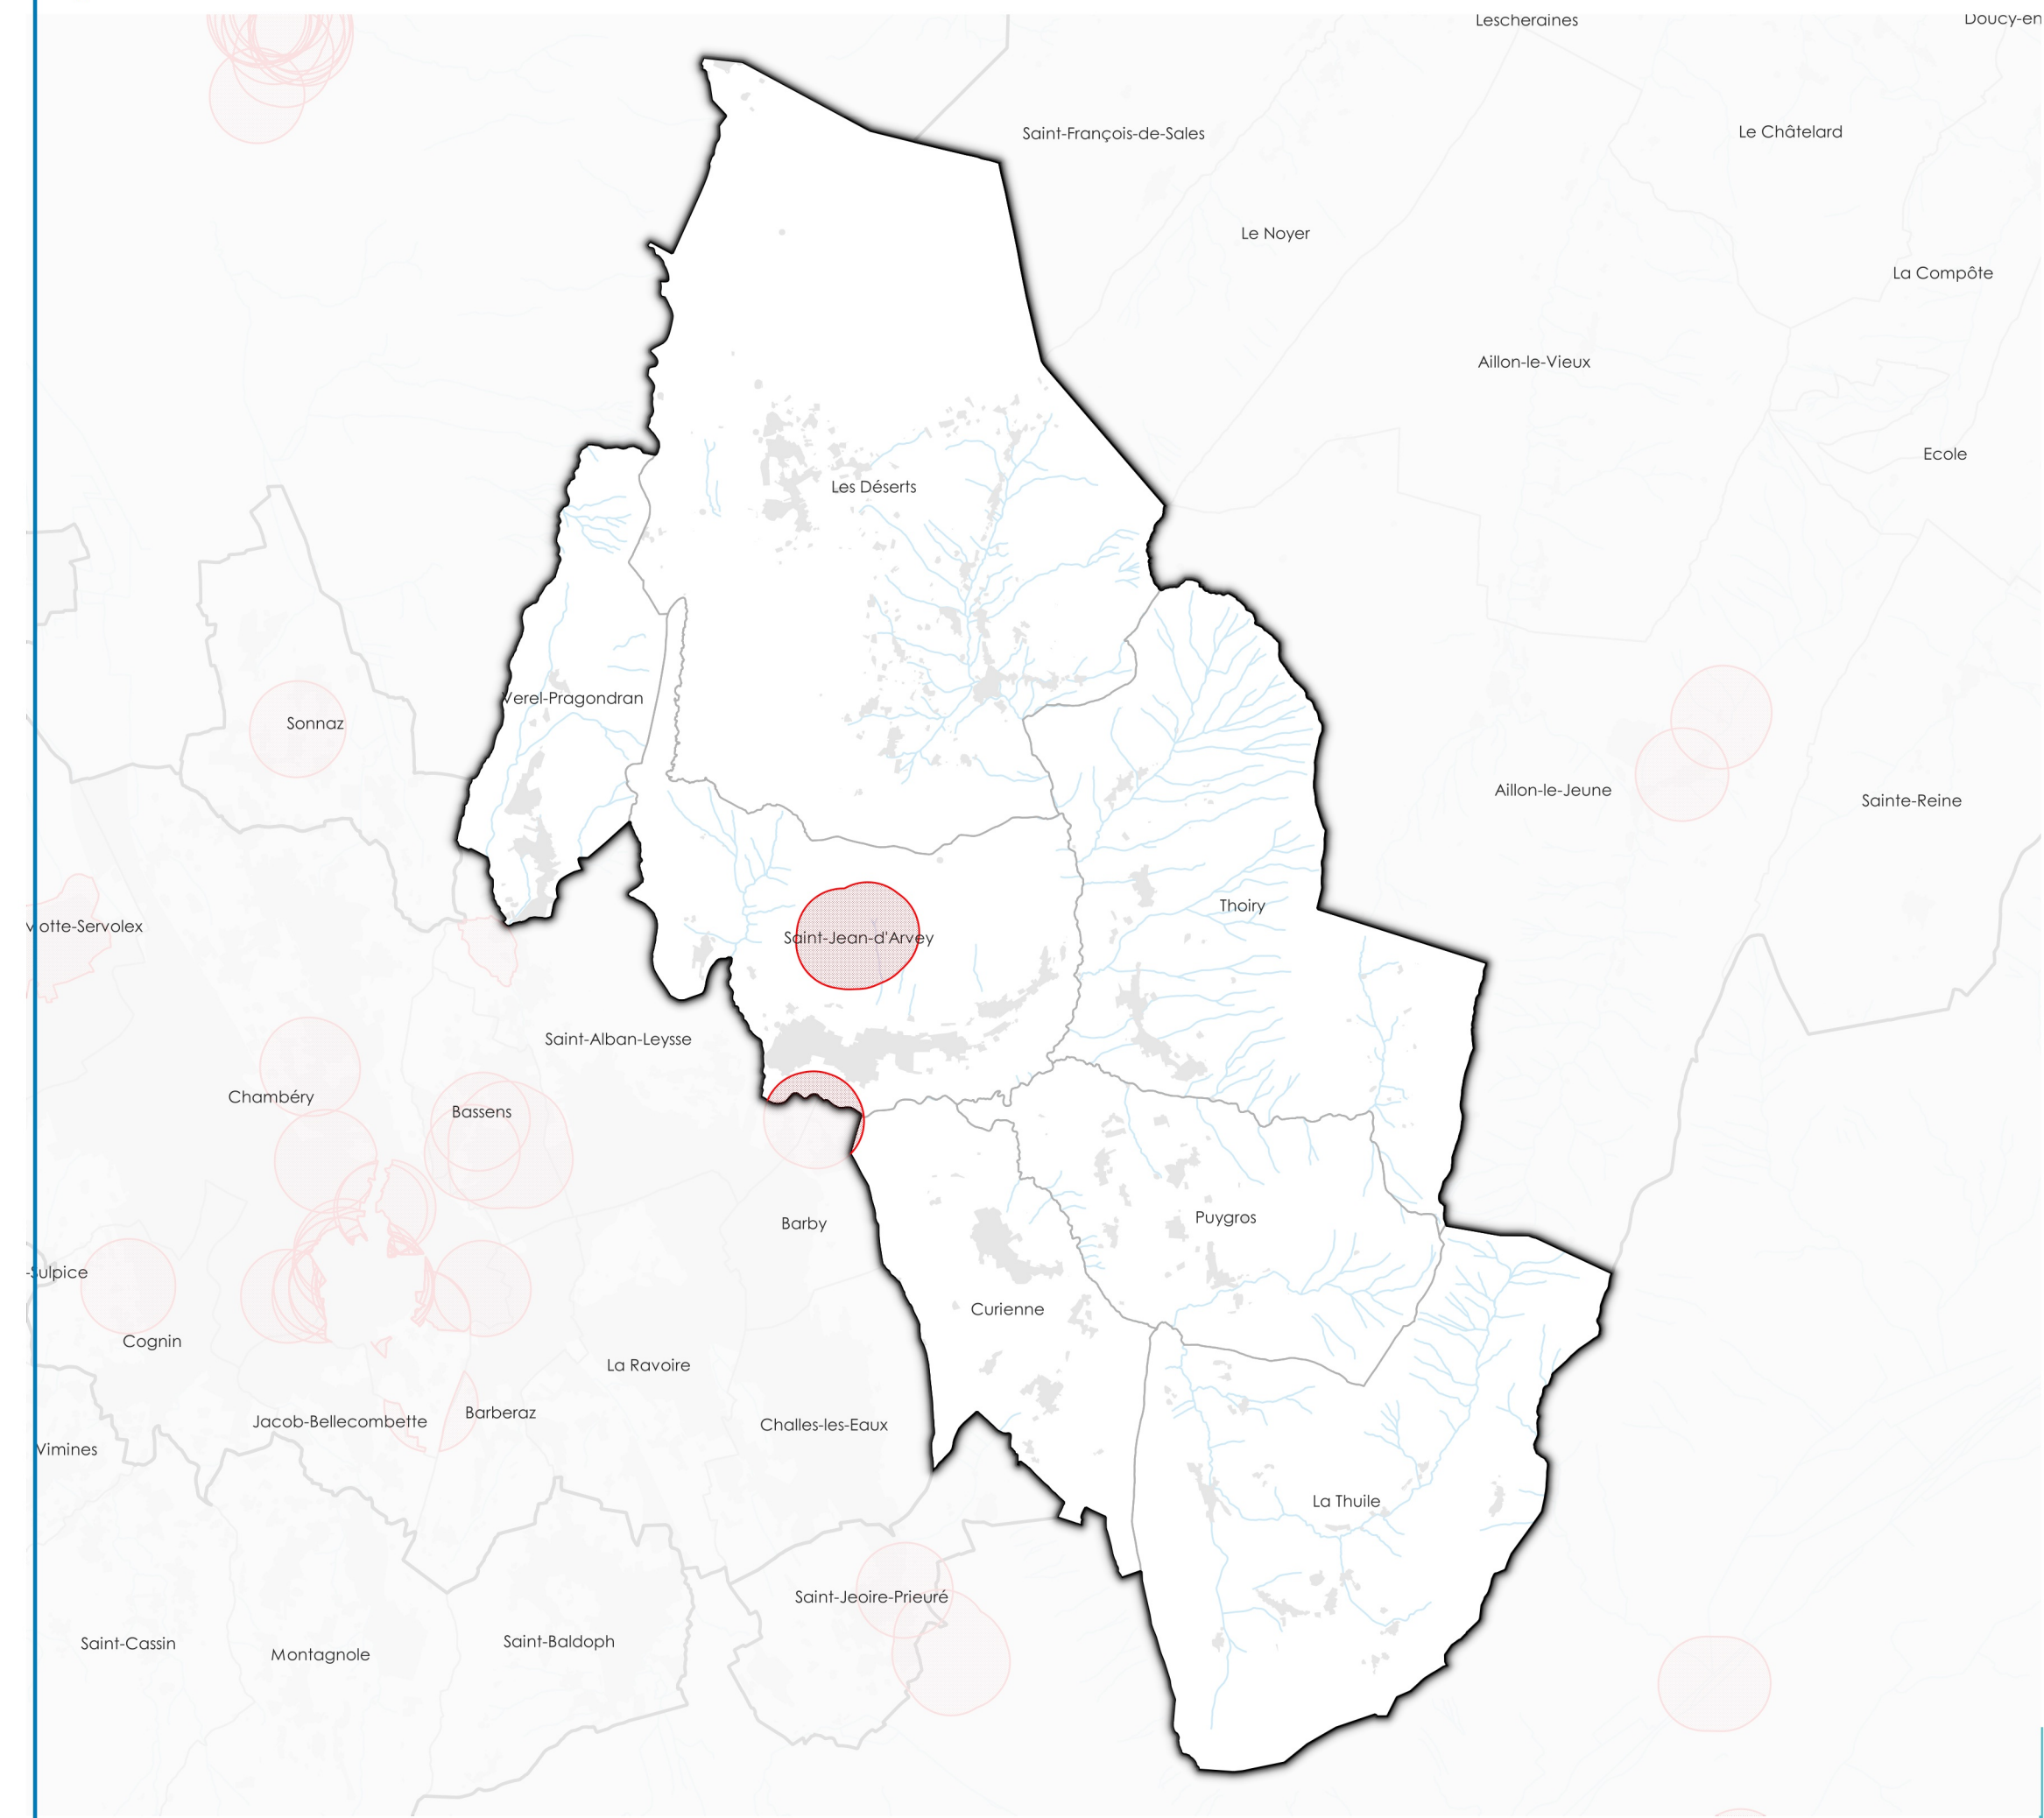 Lescheraines
Doucy-en
Saint-François-de-Sales
Le Châtelard
Le Noyer
La Compôte
Aillon-le-Vieux
Ecole
Les Déserts
Verel-Pragondran
Sonnaz
Aillon-le-Jeune
Sainte-Reine
Thoiry
otte-Servolex
Saint-Jean-d'Arvey
Saint-Alban-Leysse
Chambéry
Bassens
Puygros
Barby
-Sulpice
Curienne
Cognin
La Ravoire
Barberaz
Jacob-Bellecombette
Challes-les-Eaux
Vimines
La Thuile
Saint-Jeoire-Prieuré
Saint-Baldoph
Saint-Cassin
Montagnole